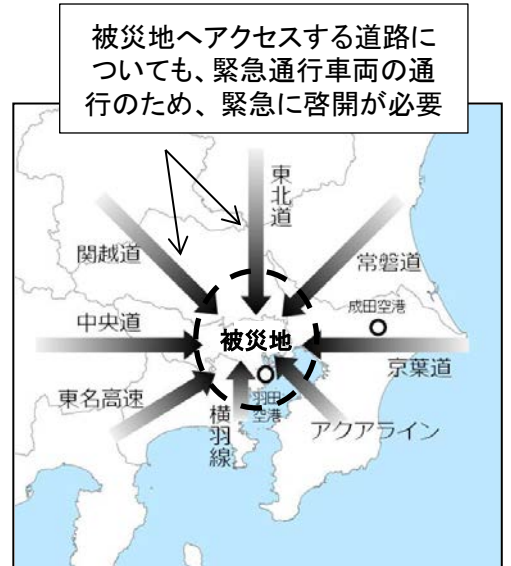 被災地へアクセスする道路に
ついても、緊急通行車両の通
行のため、緊急に啓開が必要
東北道
関越道
常磐道
成田空港
中央道
被災地
京葉道
東名高速
羽田
空港
横羽線
アクアライン